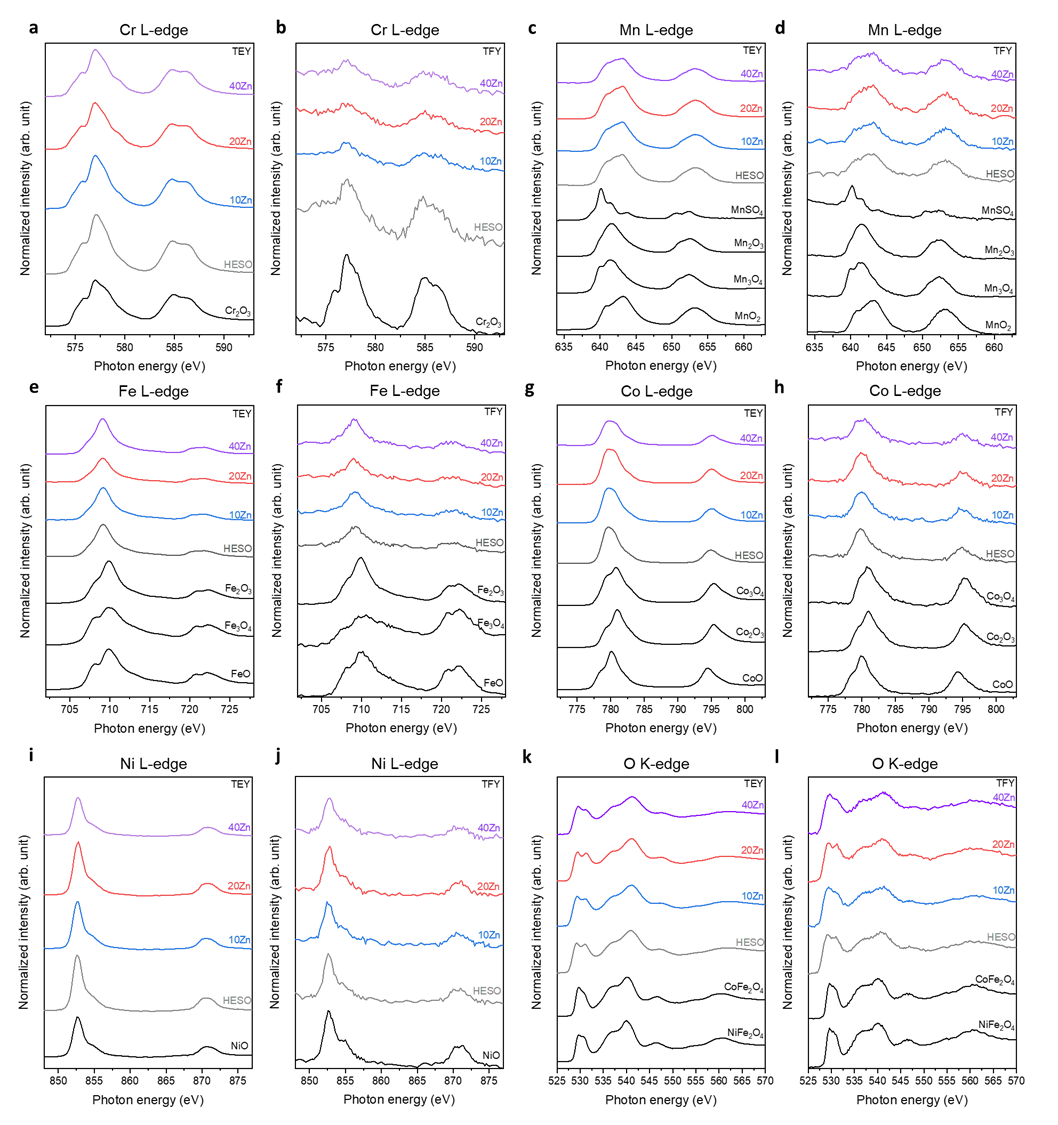 a
Cr L-edge
TEY
40Zn
20Zn
10Zn
HESO
Cr₂O₃
575 580 585 590
Photon energy (eV)
Normalized intensity (arb. unit)
b
Cr L-edge
TFY
40Zn
20Zn
10Zn
HESO
Cr₂O₃
575 580 585 590
Photon energy (eV)
Normalized intensity (arb. unit)
c
Mn L-edge
TEY
40Zn
20Zn
10Zn
HESO
MnSO₄
Mn₂O₃
Mn₃O₄
MnO₂
635 640 645 650 655 660
Photon energy (eV)
Normalized intensity (arb. unit)
d
Mn L-edge
TFY
40Zn
20Zn
10Zn
HESO
MnSO₄
Mn₂O₃
Mn₃O₄
MnO₂
635 640 645 650 655 660
Photon energy (eV)
Normalized intensity (arb. unit)
e
Fe L-edge
TEY
40Zn
20Zn
10Zn
HESO
Fe₂O₃
Fe₃O₄
FeO
705 710 715 720 725
Photon energy (eV)
Normalized intensity (arb. unit)
f
Fe L-edge
TFY
40Zn
20Zn
10Zn
HESO
Fe₂O₃
Fe₃O₄
FeO
705 710 715 720 725
Photon energy (eV)
Normalized intensity (arb. unit)
g
Co L-edge
TEY
40Zn
20Zn
10Zn
HESO
Co₃O₄
Co₂O₃
CoO
775 780 785 790 795 800
Photon energy (eV)
Normalized intensity (arb. unit)
h
Co L-edge
TFY
40Zn
20Zn
10Zn
HESO
Co₃O₄
Co₂O₃
CoO
775 780 785 790 795 800
Photon energy (eV)
Normalized intensity (arb. unit)
i
Ni L-edge
TEY
40Zn
20Zn
10Zn
HESO
NiO
850 855 860 865 870 875
Photon energy (eV)
Normalized intensity (arb. unit)
j
Ni L-edge
TFY
40Zn
20Zn
10Zn
HESO
NiO
850 855 860 865 870 875
Photon energy (eV)
Normalized intensity (arb. unit)
k
O K-edge
TEY
40Zn
20Zn
10Zn
HESO
CoFe₂O₄
NiFe₂O₄
525 530 535 540 545 550 555 560 565 570
Photon energy (eV)
Normalized intensity (arb. unit)
l
O K-edge
TFY
40Zn
20Zn
10Zn
HESO
CoFe₂O₄
NiFe₂O₄
525 530 535 540 545 550 555 560 565 570
Photon energy (eV)
Normalized intensity (arb. unit)